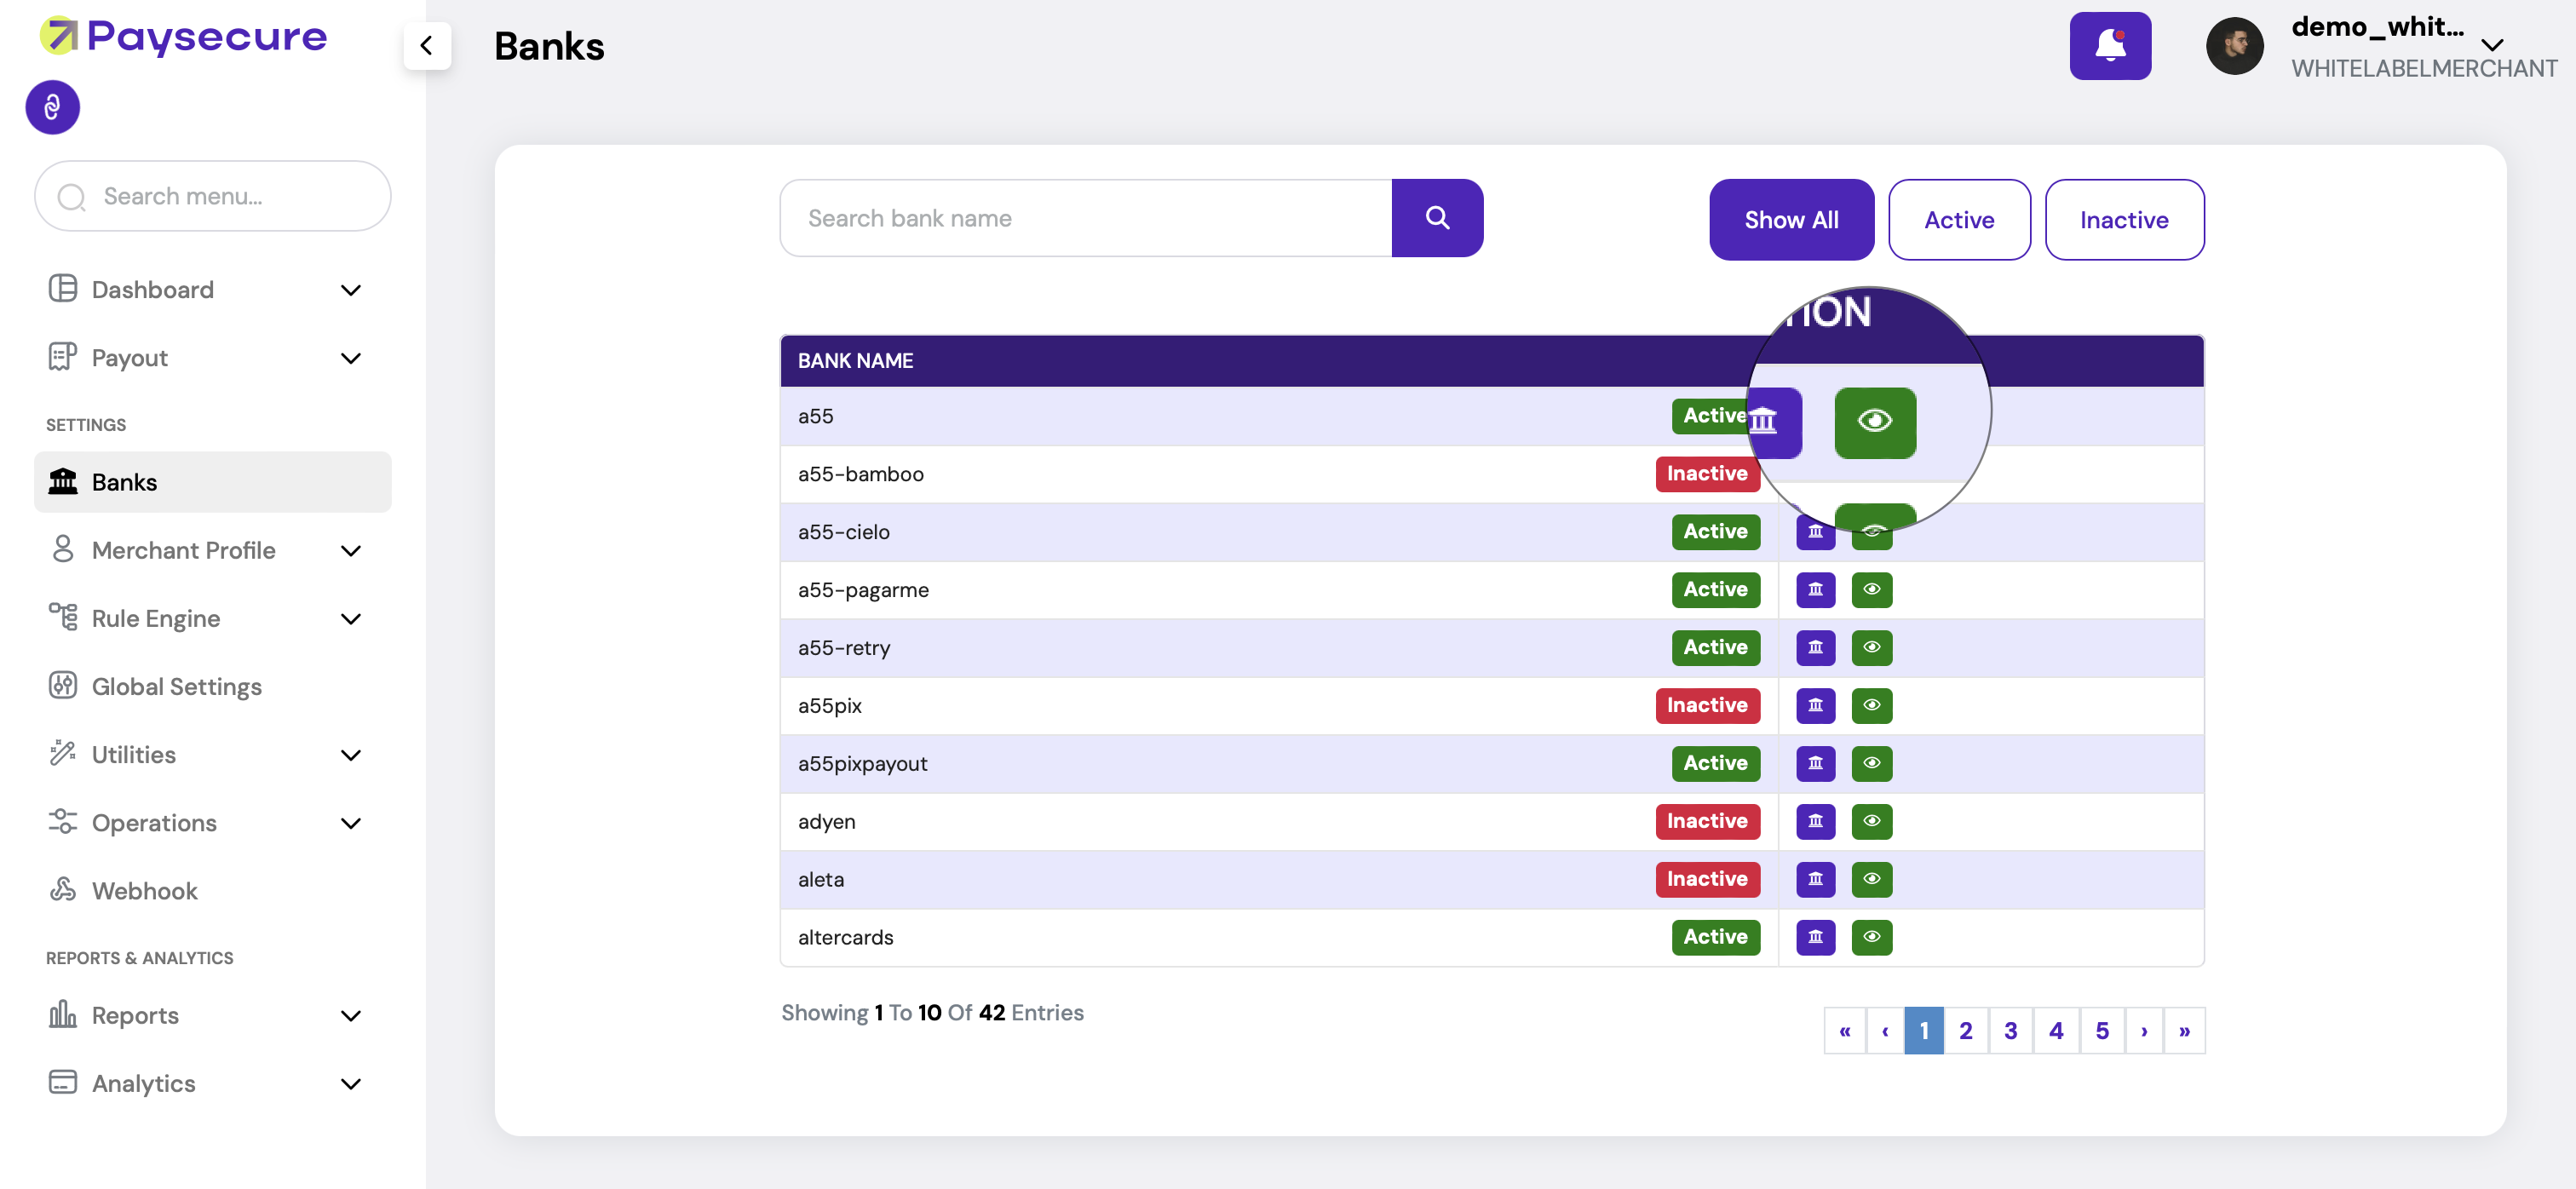 Paysecure
Banks
demo_whit...
WHITELABELMERCHANT
Search menu...
Dashboard
Payout
SETTINGS
Banks
Merchant Profile
Rule Engine
Global Settings
Utilities
Operations
Webhook
REPORTS & ANALYTICS
Reports
Analytics
Search bank name
Show All
Active
Inactive
BANK NAME
a55 Active
a55-bamboo Inactive
a55-cielo Active
a55-pagarme Active
a55-retry Active
a55pix Inactive
a55pixpayout Active
adyen Inactive
aleta Inactive
altercards Active
Showing 1 To 10 Of 42 Entries
« ‹ 1 2 3 4 5 › »